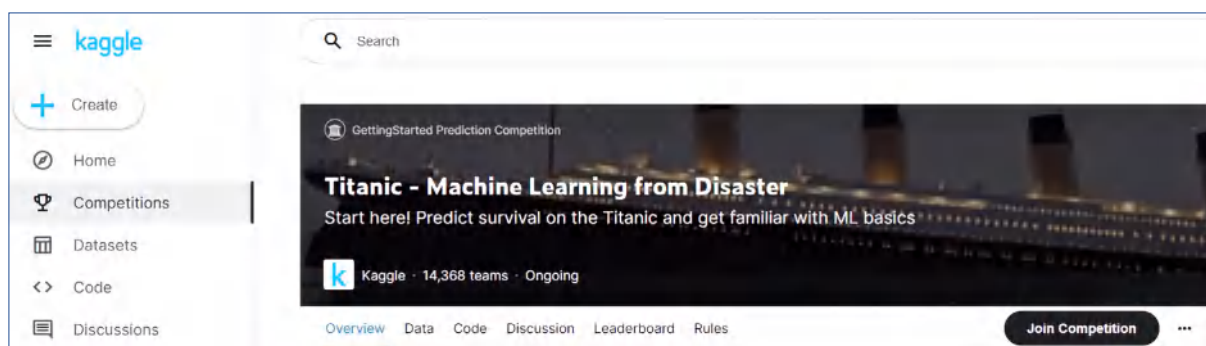 kaggle
Search
Create
Home
Competitions
Datasets
Code
Discussions
GettingStarted Prediction Competition
Titanic - Machine Learning from Disaster
Start here! Predict survival on the Titanic and get familiar with ML basics
k Kaggle · 14,368 teams · Ongoing
Overview Data Code Discussion Leaderboard Rules Join Competition ...